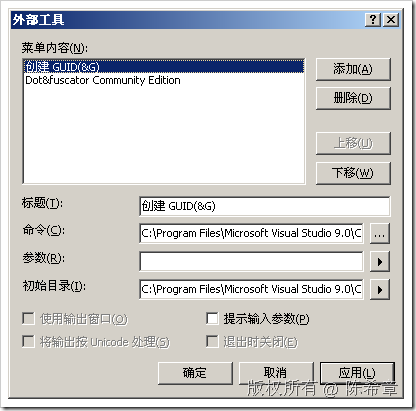 外部工具
菜单内容(N):
创建 GUID(&G)
Dot&fuscator Community Edition
添加(A)
删除(D)
上移(U)
下移(W)
标题(T):
创建 GUID(&G)
命令(C):
C:\Program Files\Microsoft Visual Studio 9.0\C
...
参数(R):
初始目录(I):
C:\Program Files\Microsoft Visual Studio 9.0\C
使用输出窗口(O)
提示输入参数(P)
将输出按 Unicode 处理(S)
退出时关闭(E)
确定
取消
应用(L)
版权所有 @ 陈希章